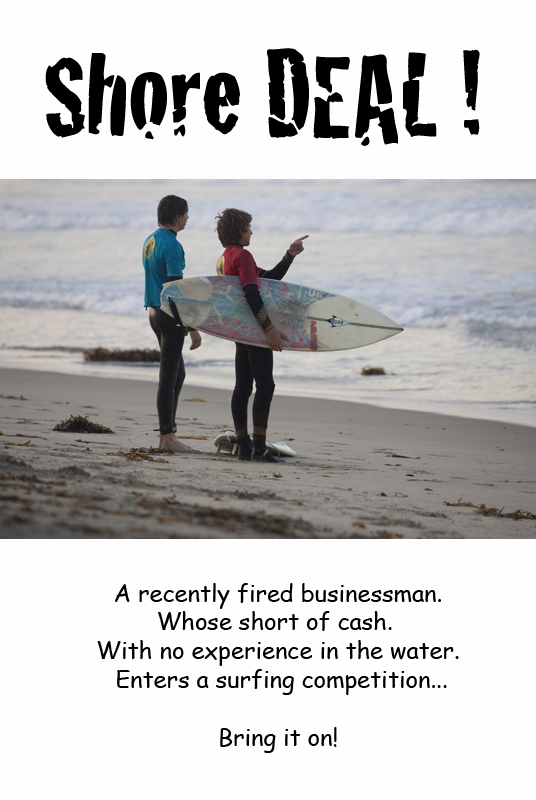 Shore DEAL !
A recently fired businessman.
Whose short of cash.
With no experience in the water.
Enters a surfing competition...
Bring it on!